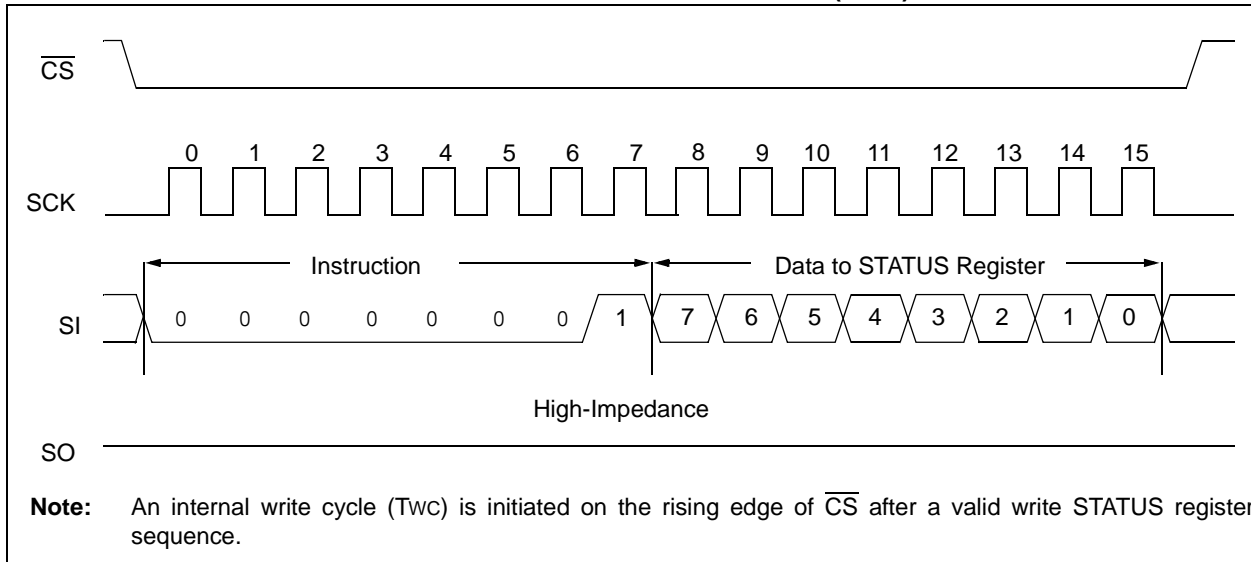 CS
0 1 2 3 4 5 6 7 8 9 10 11 12 13 14 15
SCK
Instruction Data to STATUS Register
SI 0 0 0 0 0 0 0 1 7 6 5 4 3 2 1 0
High-Impedance
SO
Note: An internal write cycle (TWC) is initiated on the rising edge of CS after a valid write STATUS register
sequence.